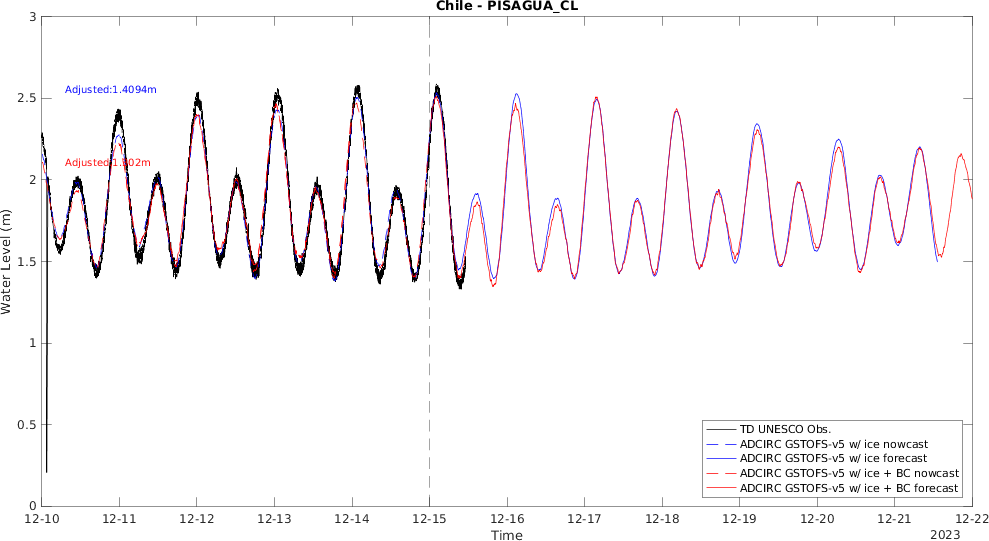 Chile - PISAGUA_CL
3
2.5
2
1.5
1
0.5
0
Water Level (m)
Adjusted:1.4094m
TD UNESCO Obs.
ADCIRC GSTOFS-v5 w/ ice nowcast
ADCIRC GSTOFS-v5 w/ ice forecast
ADCIRC GSTOFS-v5 w/ ice + BC nowcast
ADCIRC GSTOFS-v5 w/ ice + BC forecast
12-10
12-11
12-12
12-13
12-14
12-15
12-16
12-17
12-18
12-19
12-20
12-21
12-22
Time
2023